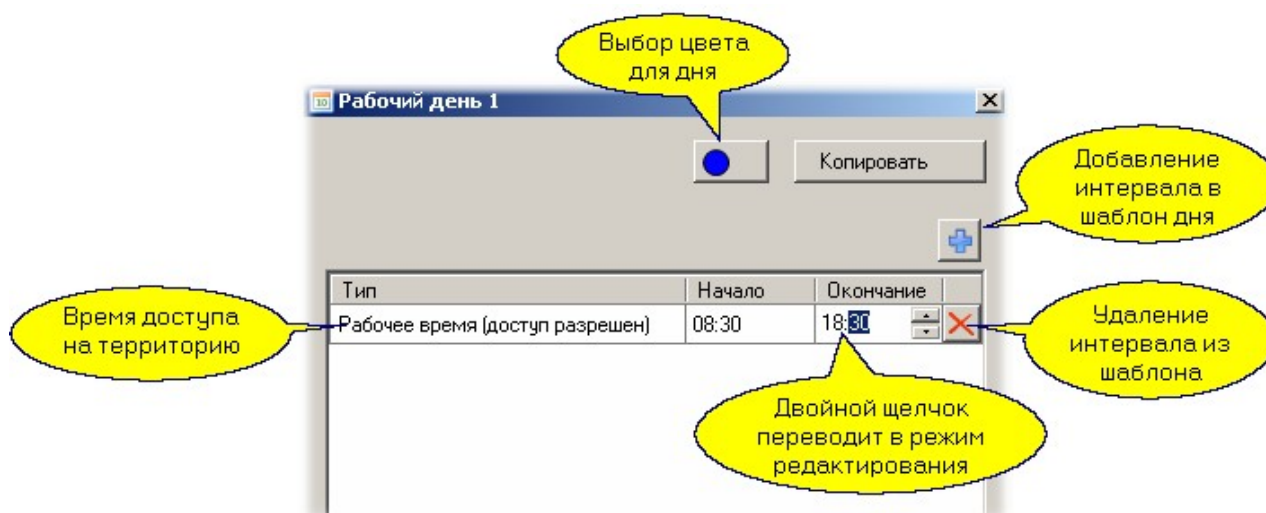 Выбор цвета
для дня
10
Рабочий день 1
Копировать
Добавление
интервала в
шаблон дня
Тип
Начало
Окончание
Время доступа
на территорию
Рабочее время (доступ разрешен)
08:30
18:30
Удаление
интервала из
шаблона
Двойной щелчок
переводит в режим
редактирования